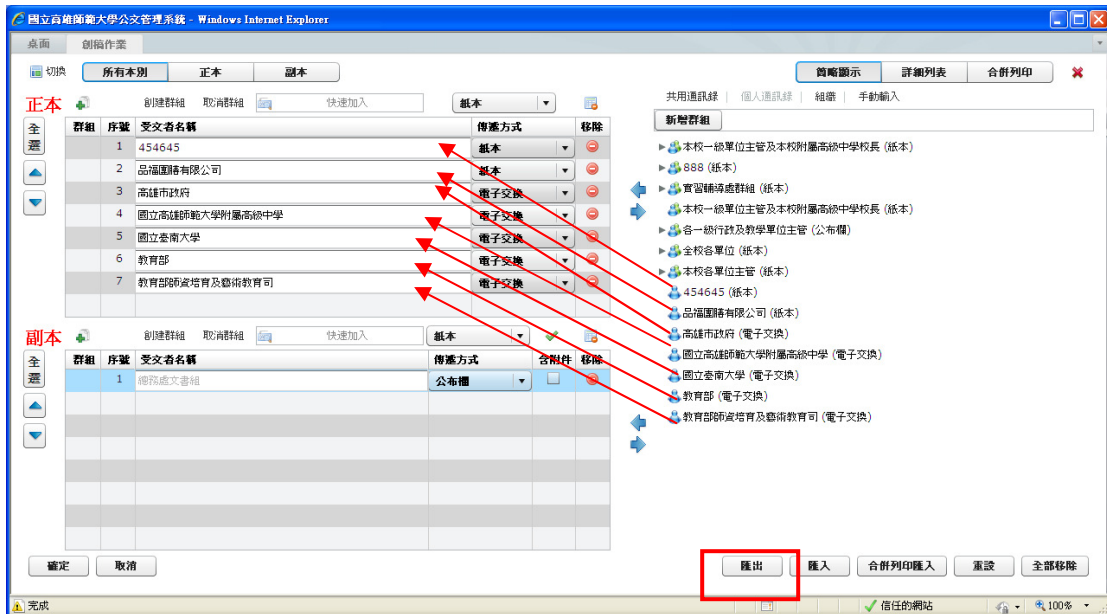 國立高雄師範大學公文管理系統 - Windows Internet Explorer
桌面 創稿作業
切換 所有本別 正本 副本 簡略顯示 詳細列表 合併列印
共用通訊錄 | 個人通訊錄 | 組織 | 手動輸入
正本 創建群組 取消群組 快速加入 紙本
新增群組
全選
群組 序號 受文者名稱 傳遞方式 移除
1 454645 紙本
2 品福團購有限公司 紙本
3 高雄市政府 電子交換
4 國立高雄師範大學附屬高級中學 電子交換
5 國立臺南大學 電子交換
6 教育部 電子交換
7 教育部師資培育及藝術教育司 電子交換
本校一級單位主管及本校附屬高級中學校長 (紙本)
888 (紙本)
實習輔導處群組 (紙本)
本校一級單位主管及本校附屬高級中學校長 (紙本)
各一級行政及教學單位主管 (公布欄)
全校各單位 (紙本)
本校各單位主管 (紙本)
454645 (紙本)
品福團購有限公司 (紙本)
高雄市政府 (電子交換)
國立高雄師範大學附屬高級中學 (電子交換)
國立臺南大學 (電子交換)
教育部 (電子交換)
教育部師資培育及藝術教育司 (電子交換)
副本 創建群組 取消群組 快速加入 紙本
全選
群組 序號 受文者名稱 傳遞方式 含附件 移除
1 總務處文書組 公布欄
確定 取消 匯出 匯入 合併列印匯入 重設 全部移除
完成 信任的網站 100%